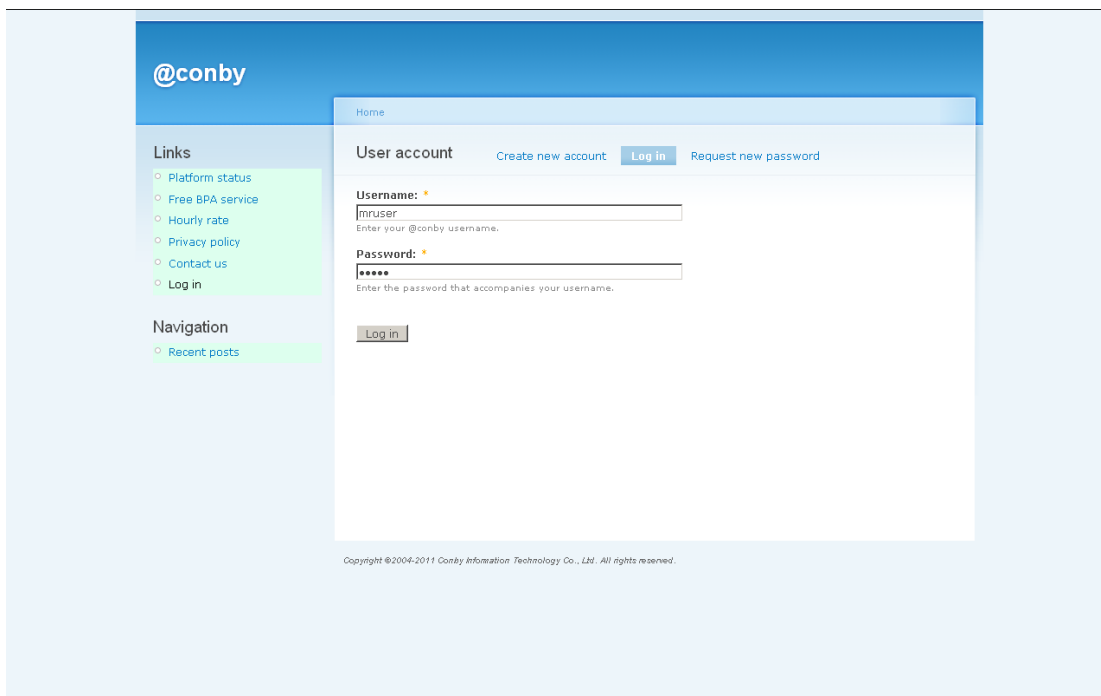 @conby
Home
Links
Platform status
Free BPA service
Hourly rate
Privacy policy
Contact us
Log in
Navigation
Recent posts
User account
Create new account Log in Request new password
Username: *
mruser
Enter your @conby username.
Password: *
•••••
Enter the password that accompanies your username.
Log in
Copyright ©2004-2011 Conby Information Technology Co., Ltd. All rights reserved.